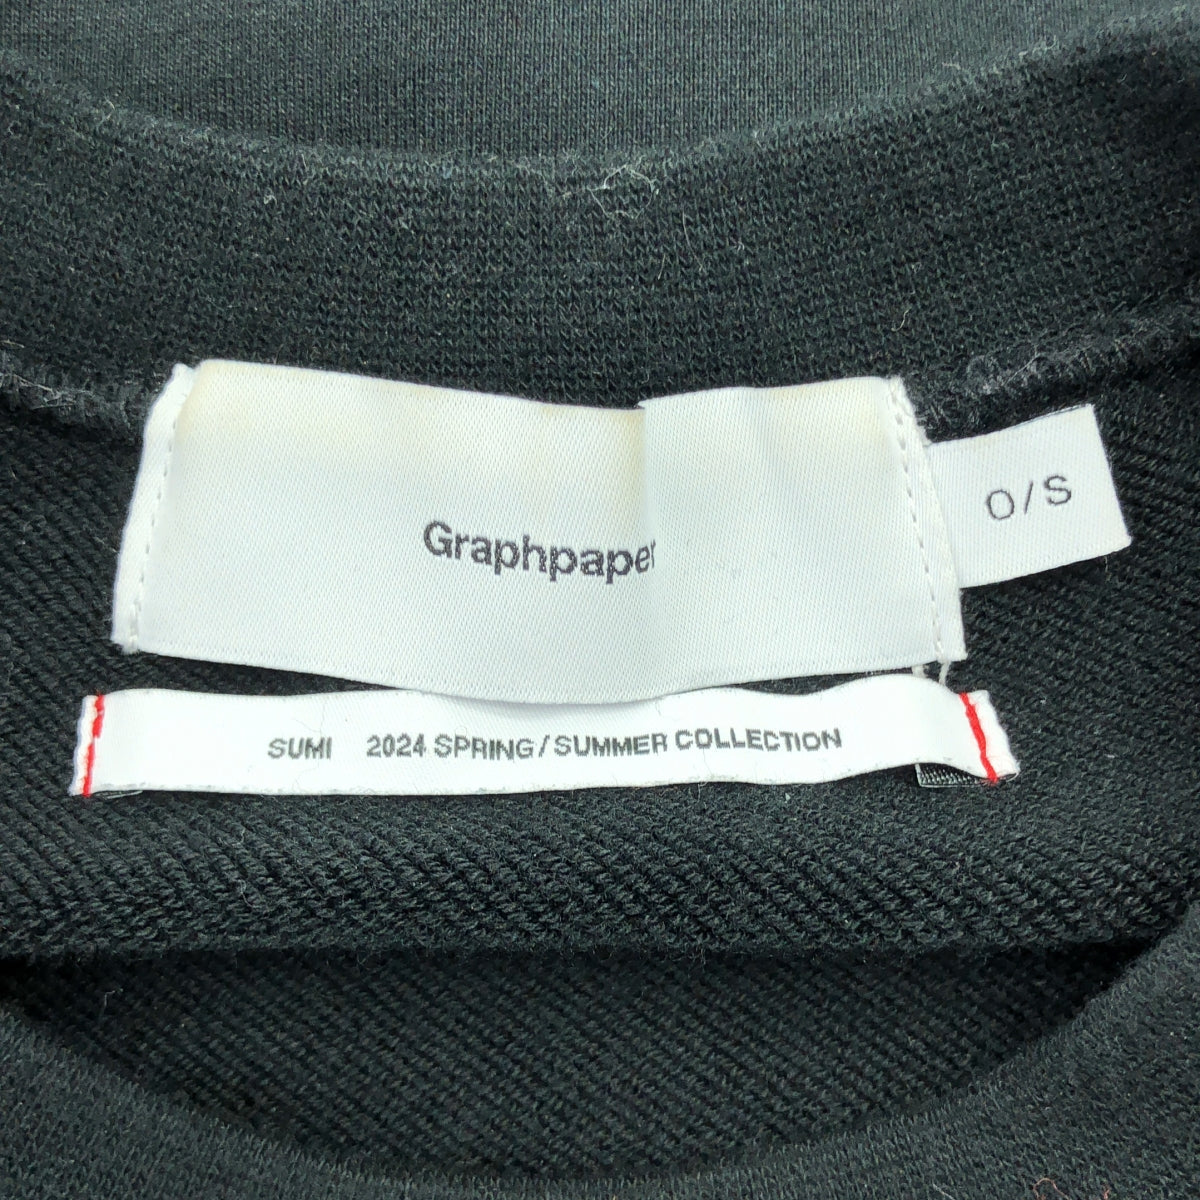 Graphpaper
O/S
SUMI 2024 SPRING/SUMMER COLLECTION